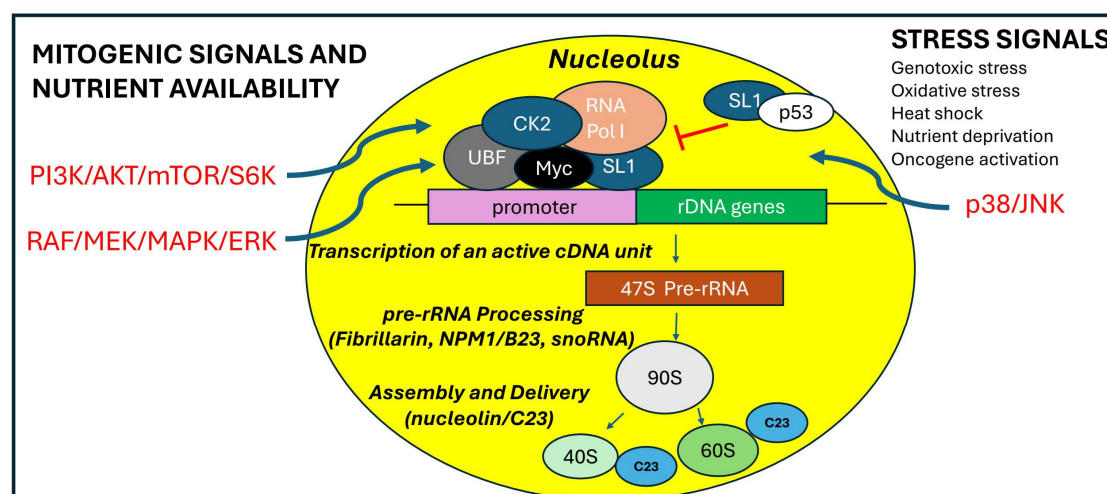 MITOGENIC SIGNALS AND
NUTRIENT AVAILABILITY
PI3K/AKT/mTOR/S6K
RAF/MEK/MAPK/ERK
Nucleolus
CK2
RNA
Pol I
UBF
Myc
SL1
SL1
p53
promoter
rDNA genes
Transcription of an active cDNA unit
47S Pre-rRNA
pre-rRNA Processing
(Fibrillarin, NPM1/B23, snoRNA)
90S
Assembly and Delivery
(nucleolin/C23)
40S
C23
60S
C23
STRESS SIGNALS
Genotoxic stress
Oxidative stress
Heat shock
Nutrient deprivation
Oncogene activation
p38/JNK